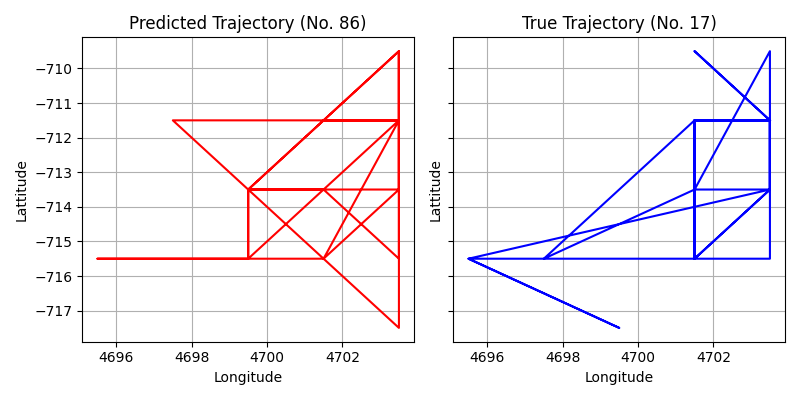 Predicted Trajectory (No. 86)
True Trajectory (No. 17)
Lattitude
−710
−711
−712
−713
−714
−715
−716
−717
4696
4698
4700
4702
Longitude
Lattitude
4696
4698
4700
4702
Longitude